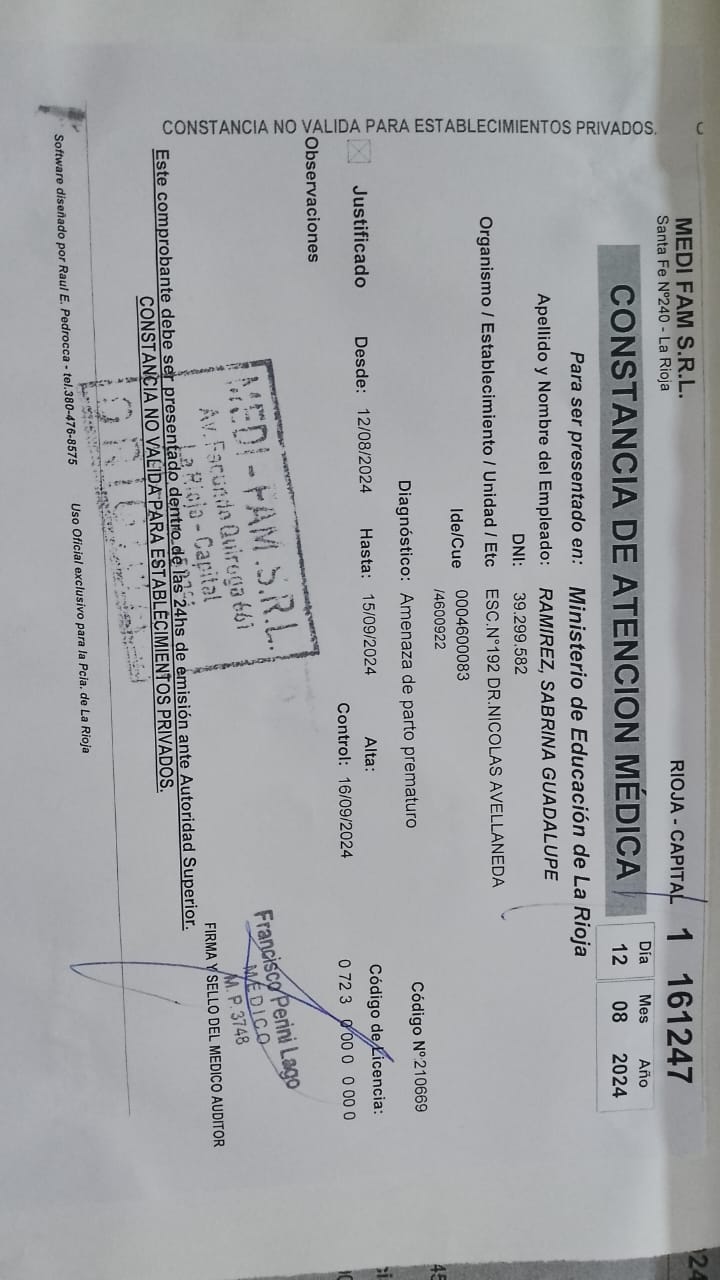 MEDI FAM S.R.L.
Santa Fe Nº240 - La Rioja
RIOJA - CAPITAL 1 161247
CONSTANCIA DE ATENCION MÉDICA
Día Mes Año
12 08 2024
Para ser presentado en: Ministerio de Educación de La Rioja
Apellido y Nombre del Empleado: RAMIREZ, SABRINA GUADALUPE
DNI: 39.299.582
Organismo / Establecimiento / Unidad / Etc ESC.N°192 DR.NICOLAS AVELLANEDA
Ide/Cue 0004600083
/4600922
Diagnóstico: Amenaza de parto prematuro
Código N°210669
Justificado Desde: 12/08/2024 Hasta: 15/09/2024 Alta:
Control: 16/09/2024
Código de Licencia:
0 72 3 0 00 0 0 00 0
Observaciones
MEDI-FAM.S.R.L.
Av. Facundo Quiroga 661
La Rioja - Capital
Francisco Perini Lago
MEDICO
M. P. 3748
FIRMA Y SELLO DEL MEDICO AUDITOR
Este comprobante debe ser presentado dentro de las 24hs de emisión ante Autoridad Superior.
CONSTANCIA NO VALIDA PARA ESTABLECIMIENTOS PRIVADOS.
Software diseñado por Raul E. Pedrocca - tel.380-476-8575 Uso Oficial exclusivo para la Pcia. de La Rioja
CONSTANCIA NO VALIDA PARA ESTABLECIMIENTOS PRIVADOS.